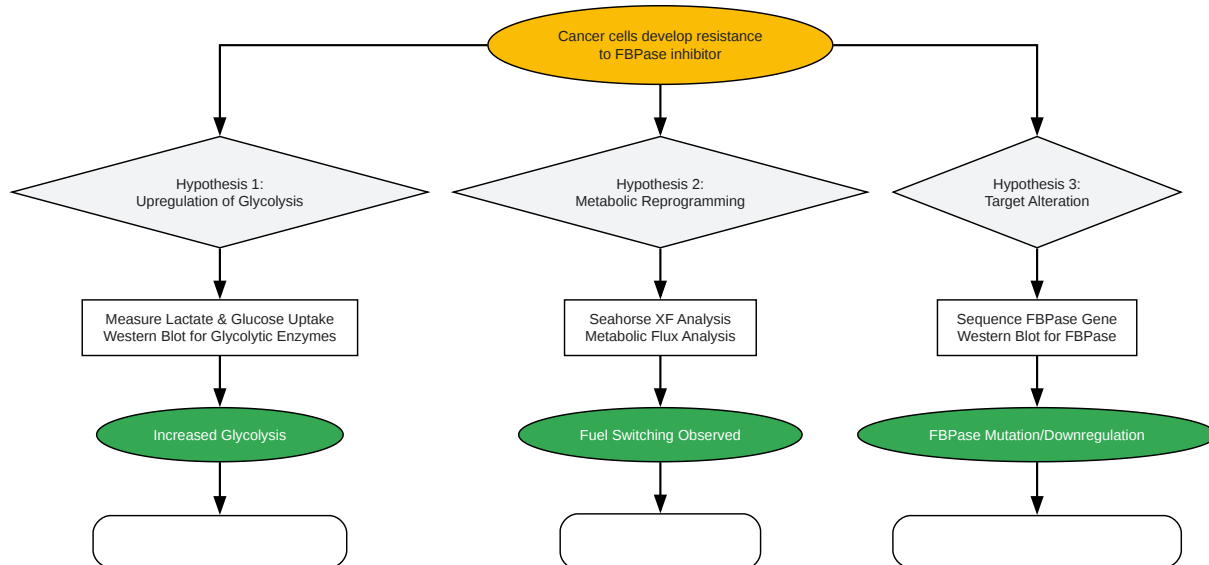 Cancer cells develop resistance
to FBPase inhibitor
Hypothesis 1:
Upregulation of Glycolysis
Hypothesis 2:
Metabolic Reprogramming
Hypothesis 3:
Target Alteration
Measure Lactate & Glucose Uptake
Western Blot for Glycolytic Enzymes
Seahorse XF Analysis
Metabolic Flux Analysis
Sequence FBPase Gene
Western Blot for FBPase
Increased Glycolysis
Fuel Switching Observed
FBPase Mutation/Downregulation